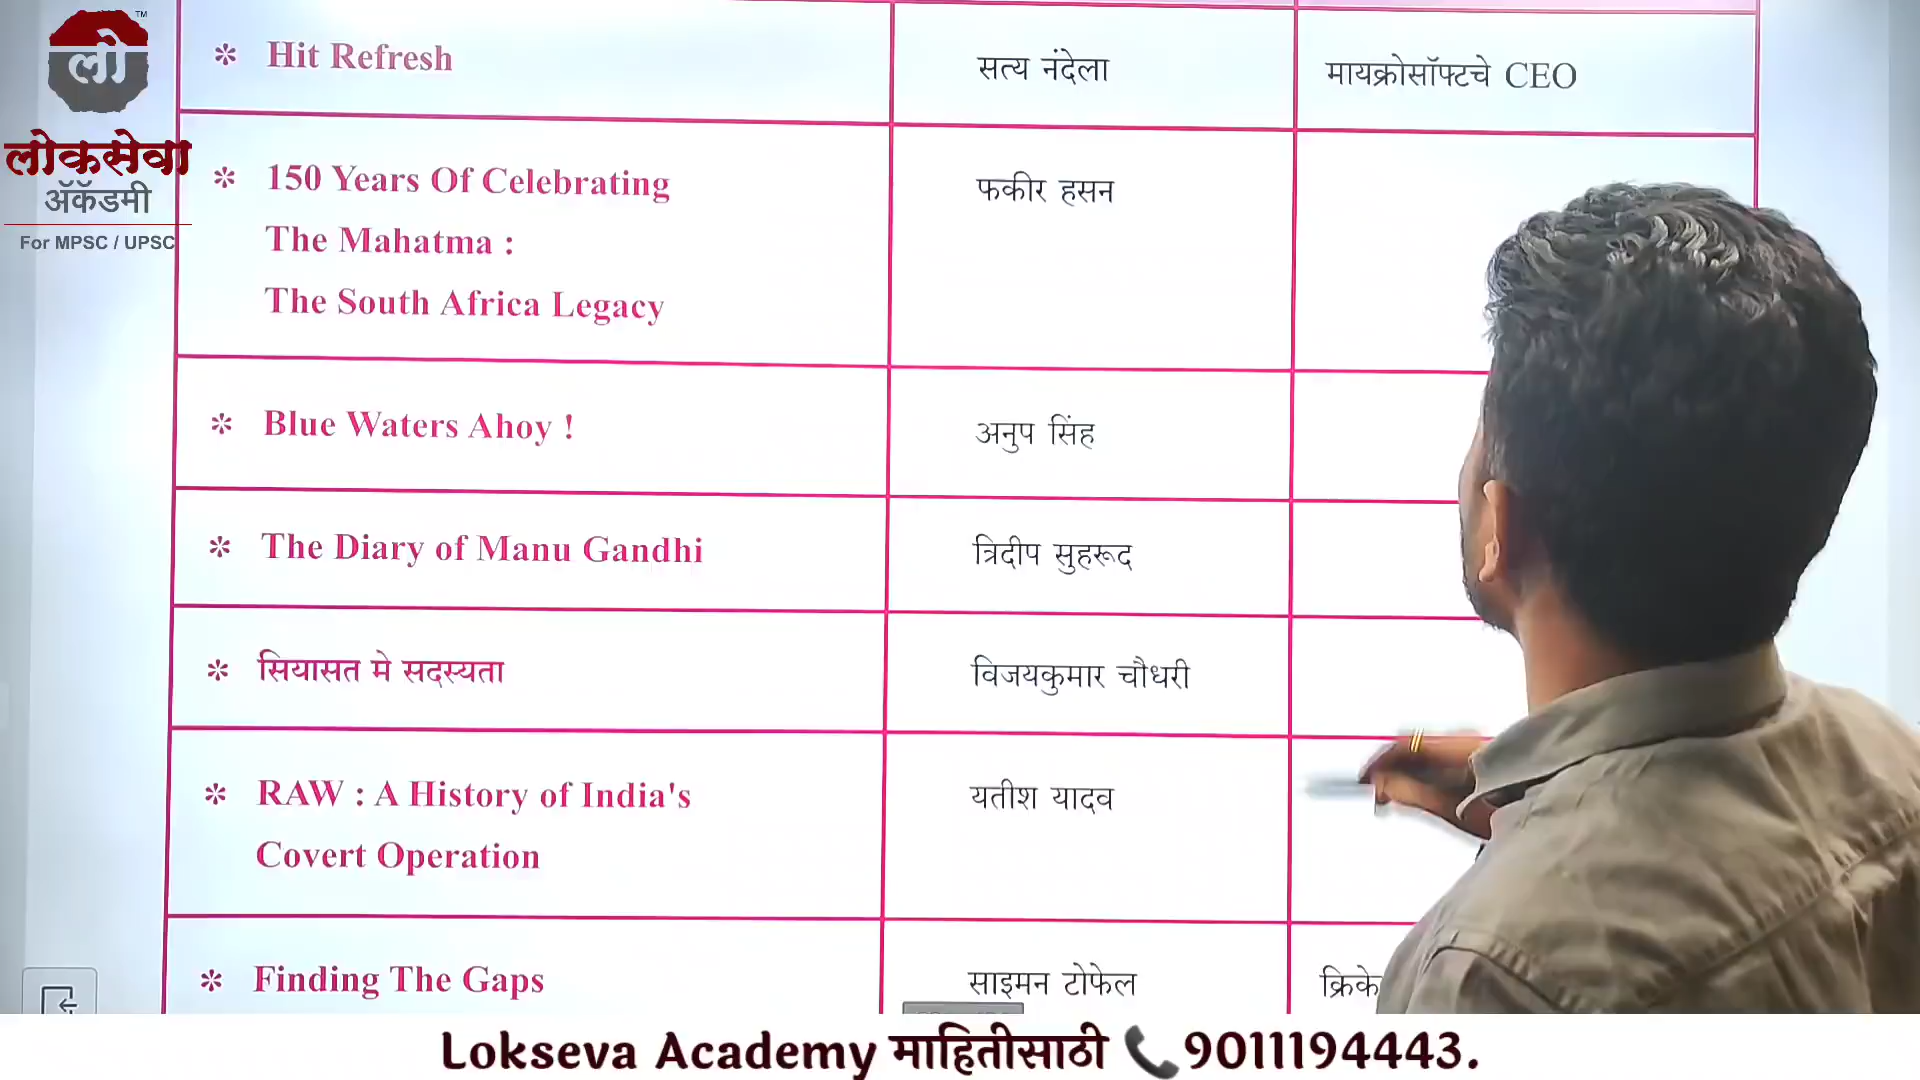 ™
लो
लोकसेवा
ॲकॅडमी
For MPSC / UPSC
* Hit Refresh सत्य नंदेला मायक्रोसॉफ्टचे CEO
* 150 Years Of Celebrating फकीर हसन
The Mahatma :
The South Africa Legacy
* Blue Waters Ahoy ! अनुप सिंह
* The Diary of Manu Gandhi त्रिदीप सुहरूद
* सियासत मे सदस्यता विजयकुमार चौधरी
* RAW : A History of India's यतीश यादव
Covert Operation
* Finding The Gaps साइमन टोफेल
Lokseva Academy माहितीसाठी 9011194443.